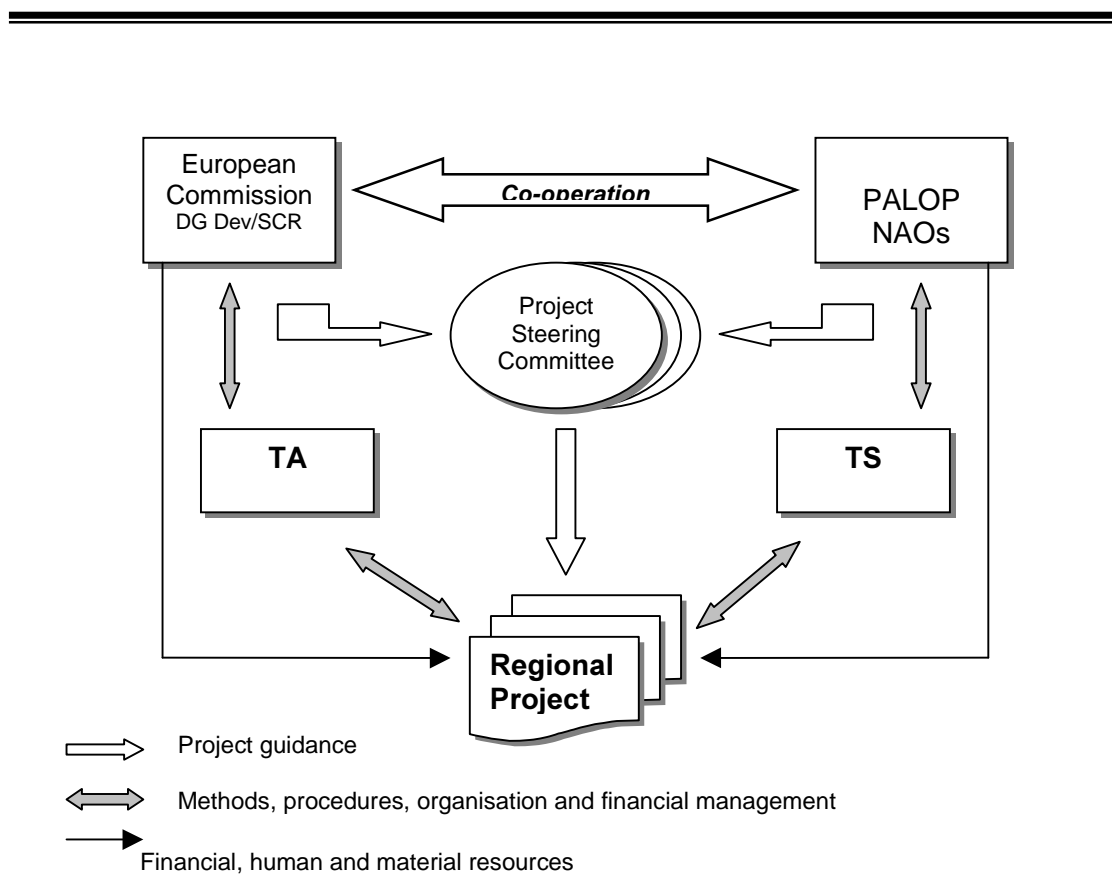 European
Commission
DG Dev/SCR
Co-operation
PALOP
NAOs
Project
Steering
Committee
TA
TS
Regional
Project
Project guidance
Methods, procedures, organisation and financial management
Financial, human and material resources